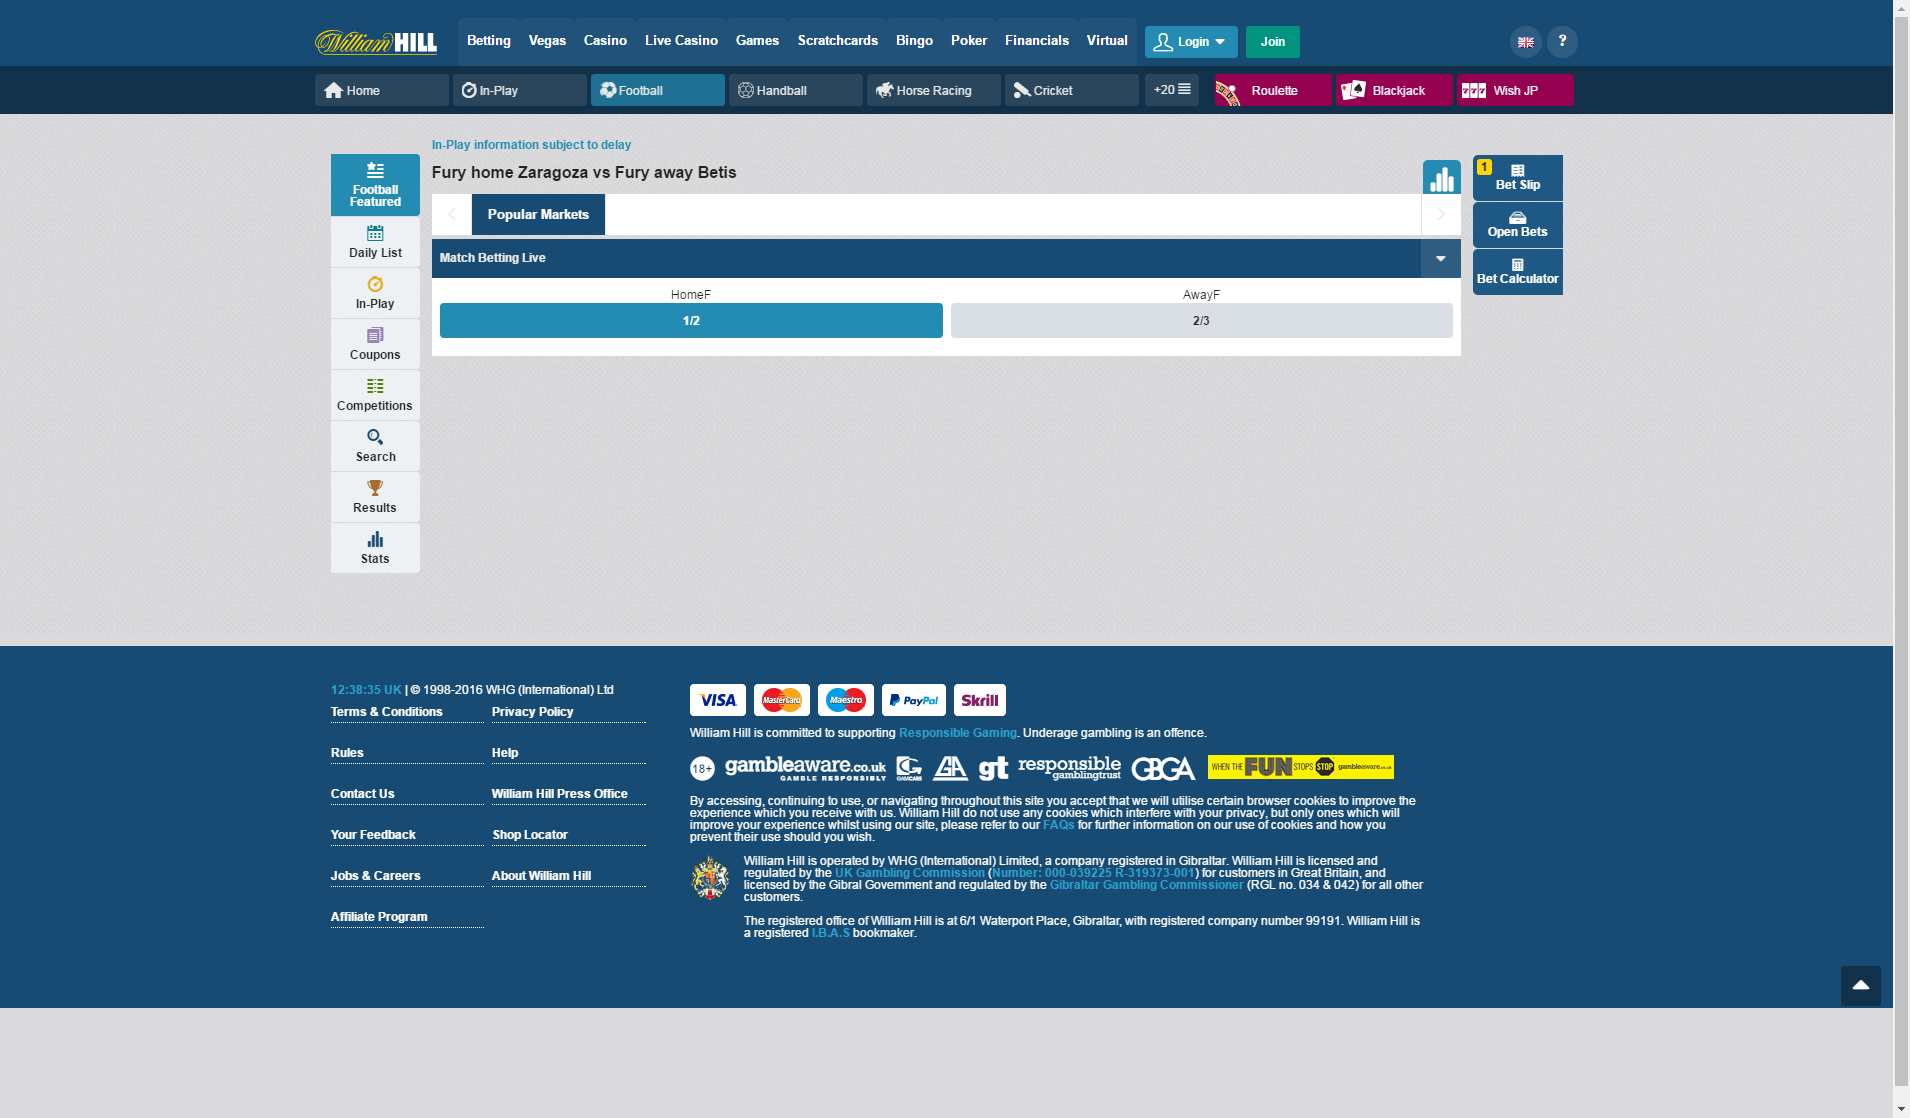 William HILL
Betting Vegas Casino Live Casino Games Scratchcards Bingo Poker Financials Virtual Login Join ?
Home In-Play Football Handball Horse Racing Cricket +20 Roulette Blackjack 777 Wish JP
In-Play information subject to delay
Fury home Zaragoza vs Fury away Betis
Popular Markets
Match Betting Live
HomeF AwayF
1/2 2/3
Football
Featured
Daily List
In-Play
Coupons
Competitions
Search
Results
Stats
1
Bet Slip
Open Bets
Bet Calculator
12:38:35 UK | © 1998-2016 WHG (International) Ltd
Terms & Conditions Privacy Policy
Rules Help
Contact Us William Hill Press Office
Your Feedback Shop Locator
Jobs & Careers About William Hill
Affiliate Program
VISA MasterCard Maestro PayPal Skrill
William Hill is committed to supporting Responsible Gaming. Underage gambling is an offence.
18+ gambleaware.co.uk GAMBLE RESPONSIBLY GAMCARE GA gt responsible gamblingtrust GBGA WHEN THE FUN STOPS STOP gambleaware.co.uk
By accessing, continuing to use, or navigating throughout this site you accept that we will utilise certain browser cookies to improve the
experience which you receive with us. William Hill do not use any cookies which interfere with your privacy, but only ones which will
improve your experience whilst using our site, please refer to our FAQs for further information on our use of cookies and how you
prevent their use should you wish.
William Hill is operated by WHG (International) Limited, a company registered in Gibraltar. William Hill is licensed and
regulated by the UK Gambling Commission (Number: 000-039225 R-319373-001) for customers in Great Britain, and
licensed by the Gibral Government and regulated by the Gibraltar Gambling Commissioner (RGL no. 034 & 042) for all other
customers.
The registered office of William Hill is at 6/1 Waterport Place, Gibraltar, with registered company number 99191. William Hill is
a registered I.B.A.S bookmaker.